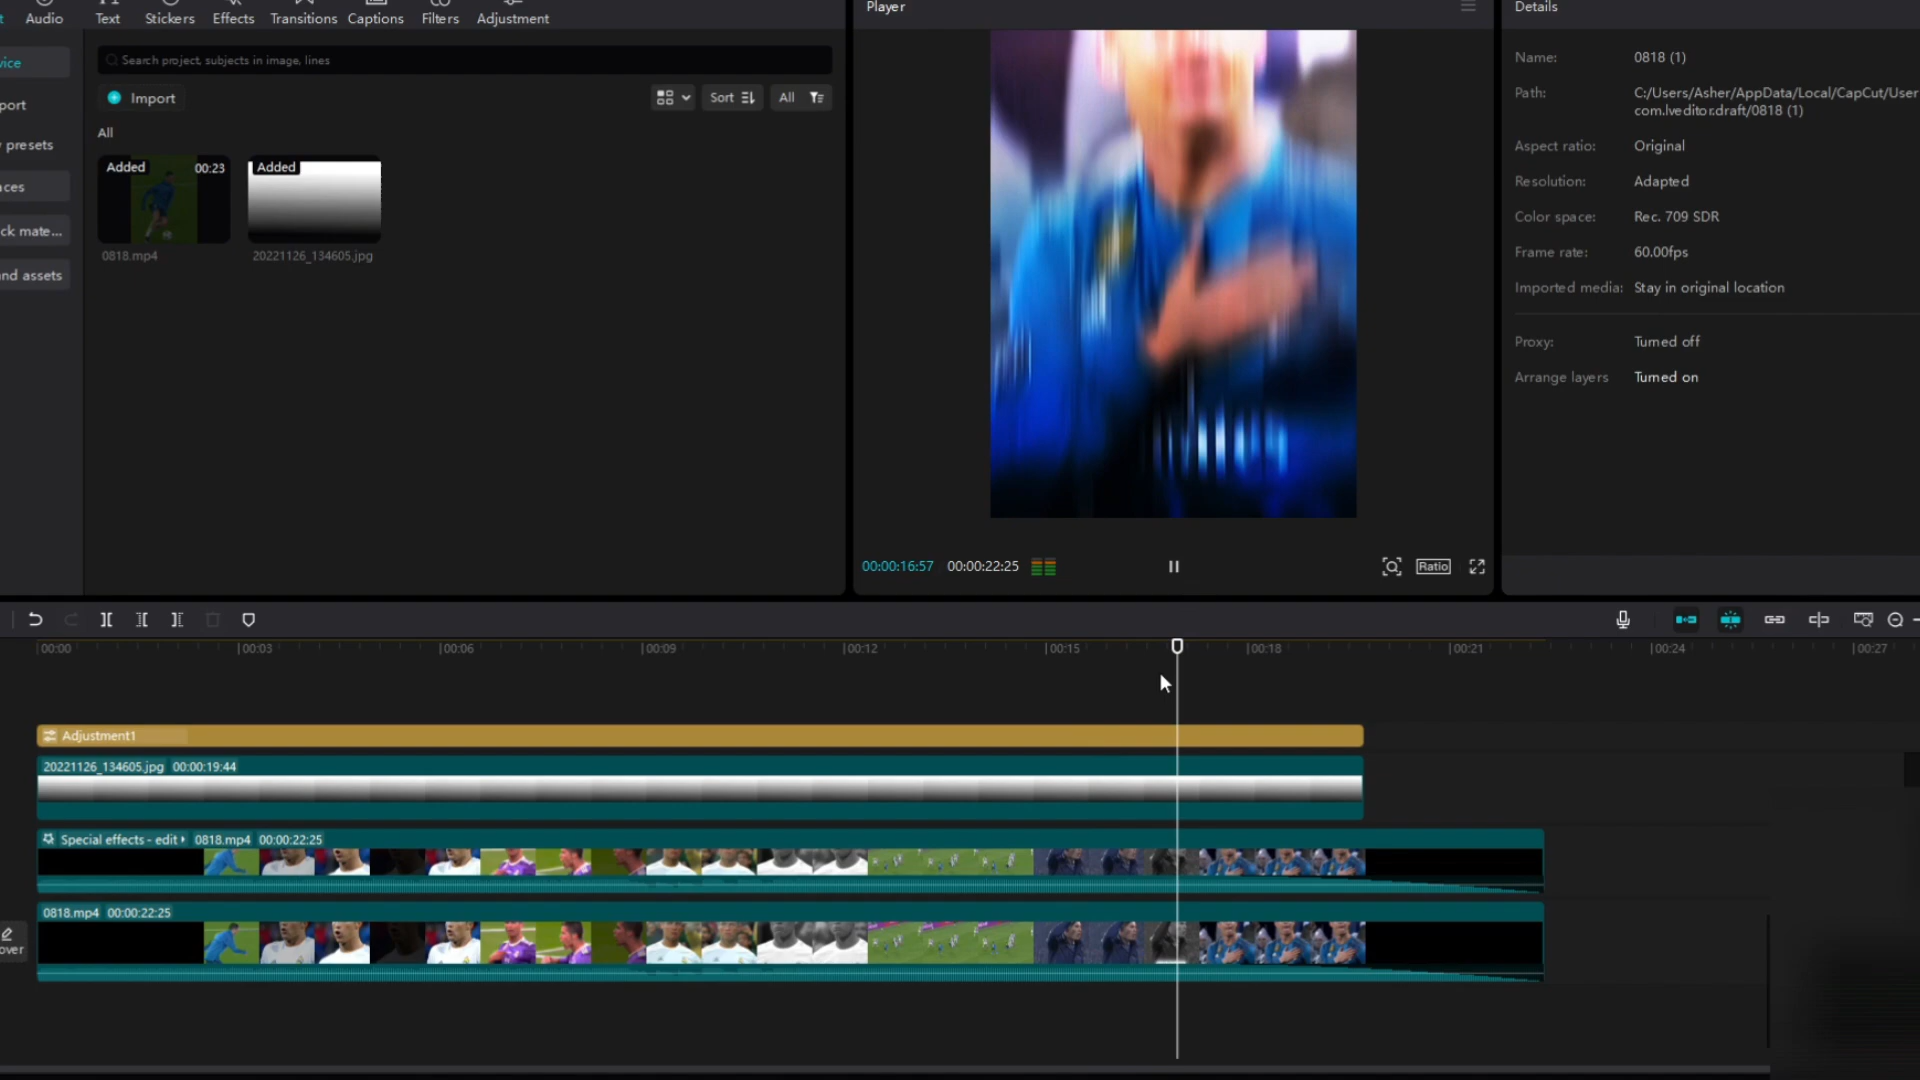 Audio
Text
Stickers
Effects
Transitions
Captions
Filters
Adjustment
Player
Details
Search project, subjects in image, lines
Import
Sort
All
All
Added
00:23
0818.mp4
Added
20221126_134605.jpg
vice
port
presets
aces
ck mate...
nd assets
00:00:16:57
00:00:22:25
Ratio
Name: 0818 (1)
Path: C:/Users/Asher/AppData/Local/CapCut/User
com.lveditor.draft/0818 (1)
Aspect ratio: Original
Resolution: Adapted
Color space: Rec. 709 SDR
Frame rate: 60.00fps
Imported media: Stay in original location
Proxy: Turned off
Arrange layers Turned on
00:00
00:03
00:06
00:09
00:12
00:15
00:18
00:21
00:24
00:27
Adjustment1
20221126_134605.jpg 00:00:19:44
Special effects - edit 0818.mp4 00:00:22:25
0818.mp4 00:00:22:25
over